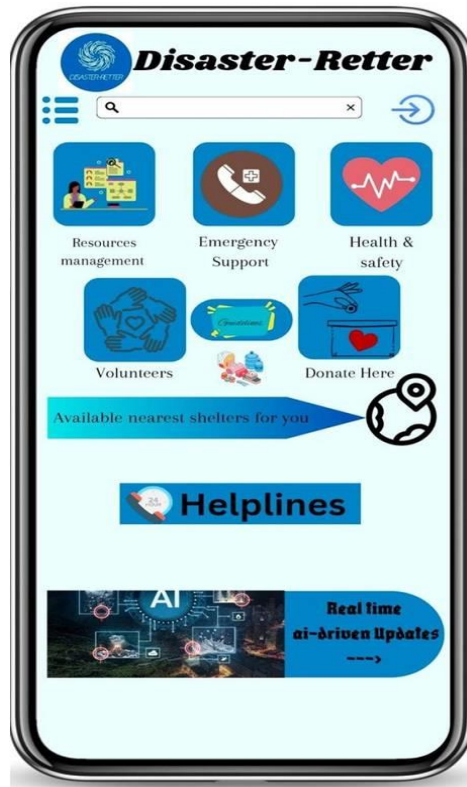 DISASTER-RETTER
Disaster-Retter
Resources
management
Emergency
Support
Health &
safety
Volunteers
Donate Here
Available nearest shelters for you
24
Helplines
AI
Real time
ai-driven Updates